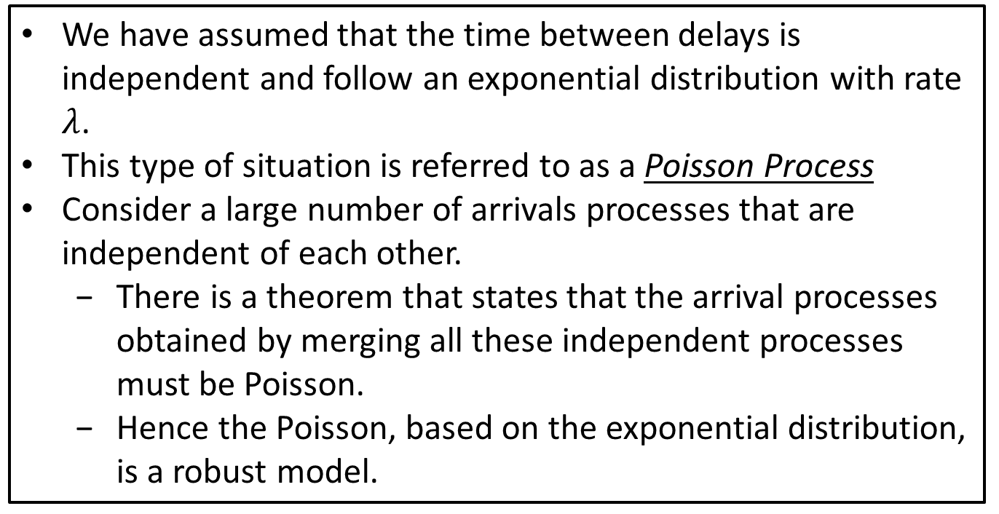 • We have assumed that the time between delays is
independent and follow an exponential distribution with rate
λ.
• This type of situation is referred to as a Poisson Process
• Consider a large number of arrivals processes that are
independent of each other.
– There is a theorem that states that the arrival processes
obtained by merging all these independent processes
must be Poisson.
– Hence the Poisson, based on the exponential distribution,
is a robust model.